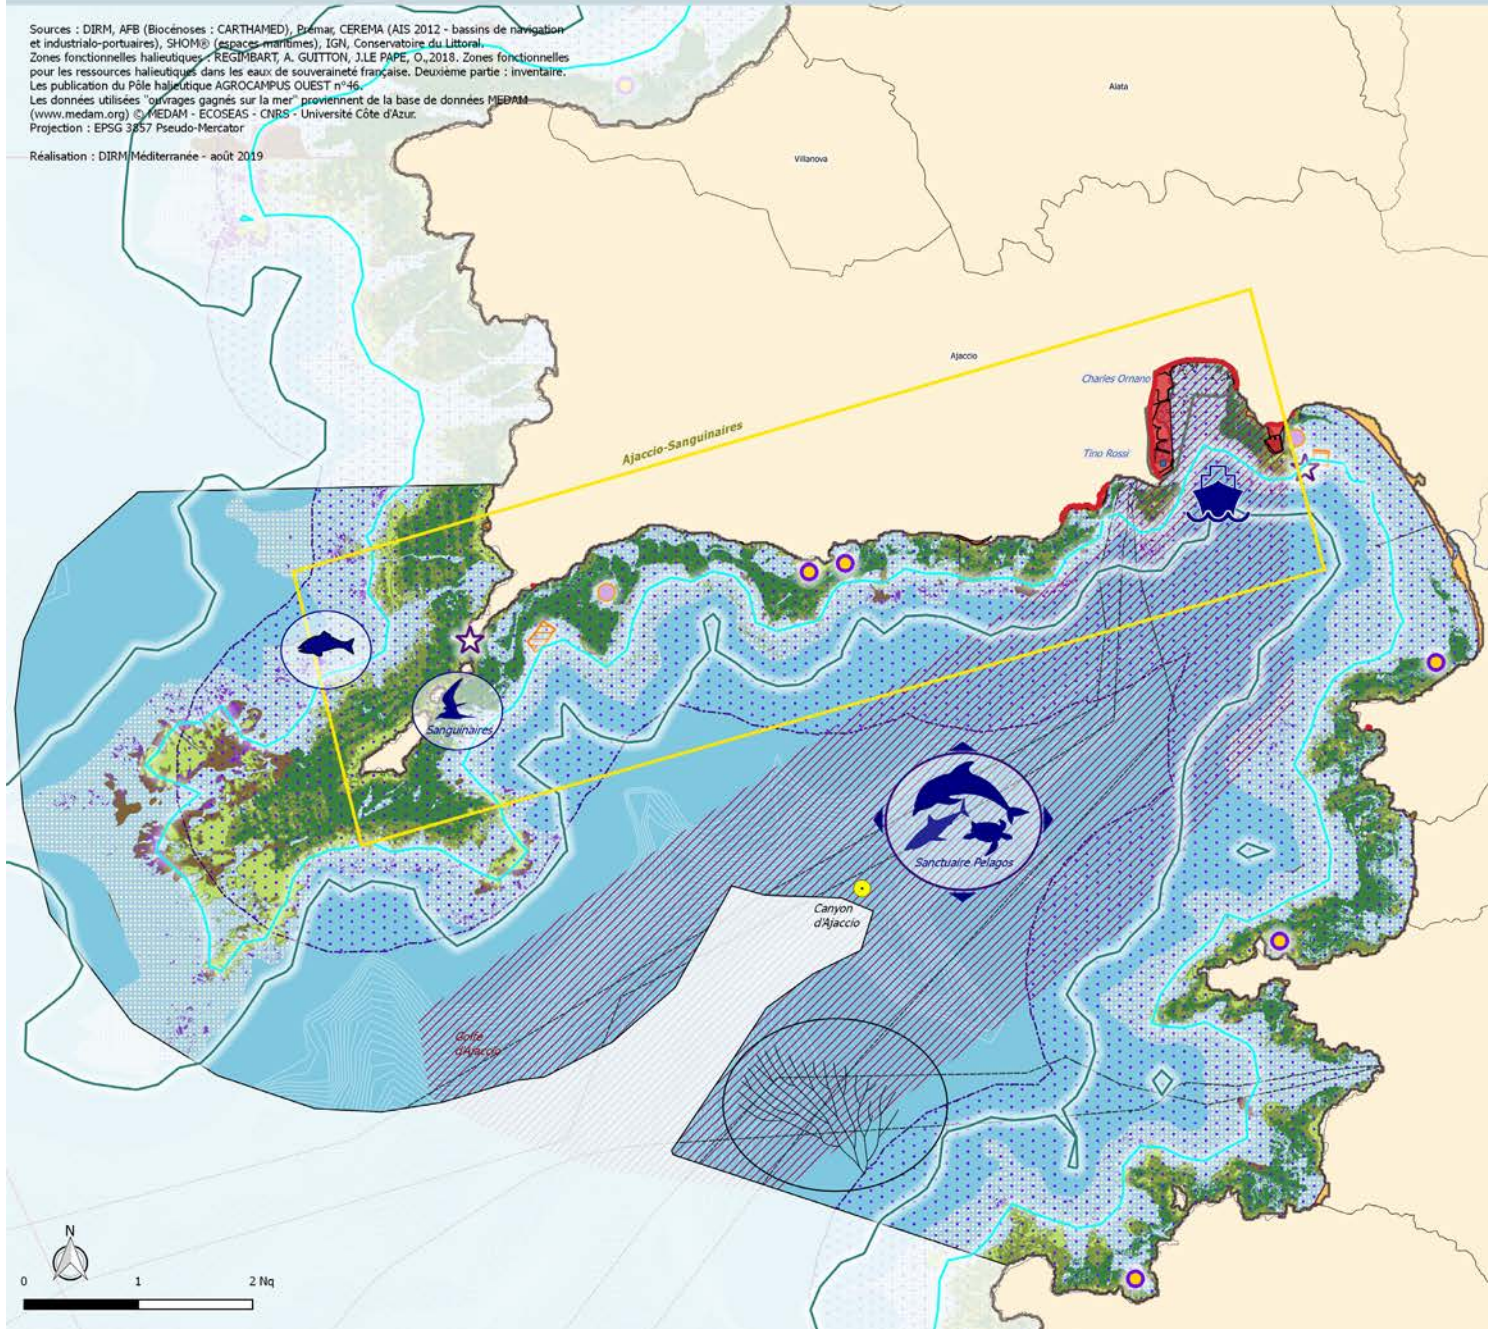 Sources : DIRM, AFB (Biocénoses : CARTHAMED), Prémar, CEREMA (AIS 2012 - bassins de navigation
et industrialo-portuaires), SHOM® (espaces maritimes), IGN, Conservatoire du Littoral.
Zones fonctionnelles halieutiques : REGIMBART, A. GUITTON, J.LE PAPE, O.,2018. Zones fonctionnelles
pour les ressources halieutiques dans les eaux de souveraineté française. Deuxième partie : inventaire.
Les publication du Pôle halieutique AGROCAMPUS OUEST n°46.
Les données utilisées "ouvrages gagnés sur la mer" proviennent de la base de données MEDAM
(www.medam.org) © MEDAM - ECOSEAS - CNRS - Université Côte d'Azur.
Projection : EPSG 3857 Pseudo-Mercator
Réalisation : DIRM Méditerranée - août 2019
Alata
Villanova
Ajaccio
Charles Ornano
Ajaccio-Sanguinaires
Tino Rossi
Sanguinaires
Sanctuaire Pelagos
Canyon
d'Ajaccio
Golfe
d'Ajaccio
N
0 1 2 Nq